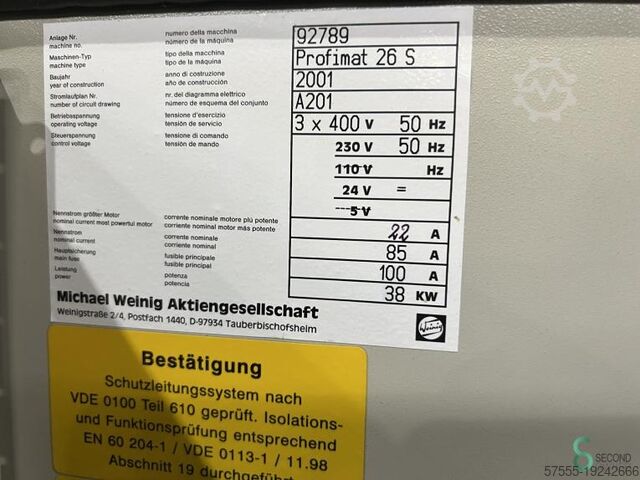 Anlage Nr. numero della macchina 92789
machine no. número de la máquina
Maschinen-Typ tipo della macchina Profimat 26 S
machine type tipo de la máquina
Baujahr anno di costruzione 2001
year of construction año de construcción
Stromlaufplan Nr. nr. del diagramma elettrico A201
number of circuit drawing número de esquema del conjunto
Betriebsspannung tensione d'esercizio 3 x 400 V 50 Hz
operating voltage tensión de servicio
Steuerspannung tensione di comando 230 V 50 Hz
control voltage tensión de mando
110 V Hz
24 V =
5 V
Nennstrom größter Motor corrente nominale motore più potente 22 A
nominal current most powerful motor corriente nominal motor más potente
Nennstrom corrente nominale 85 A
nominal current corriente nominal
Hauptsicherung fusibile principale 100 A
main fuse fusible principal
Leistung potenza 38 KW
power potencia
Michael Weinig Aktiengesellschaft
Weinigstraße 2/4, Postfach 1440, D-97934 Tauberbischofsheim
Weinig
Bestätigung
Schutzleitungssystem nach
VDE 0100 Teil 610 geprüft. Isolations-
und Funktionsprüfung entsprechend
EN 60 204-1 / VDE 0113-1 / 11.98
Abschnitt 19 durchgeführt
SECOND
57555-19242666